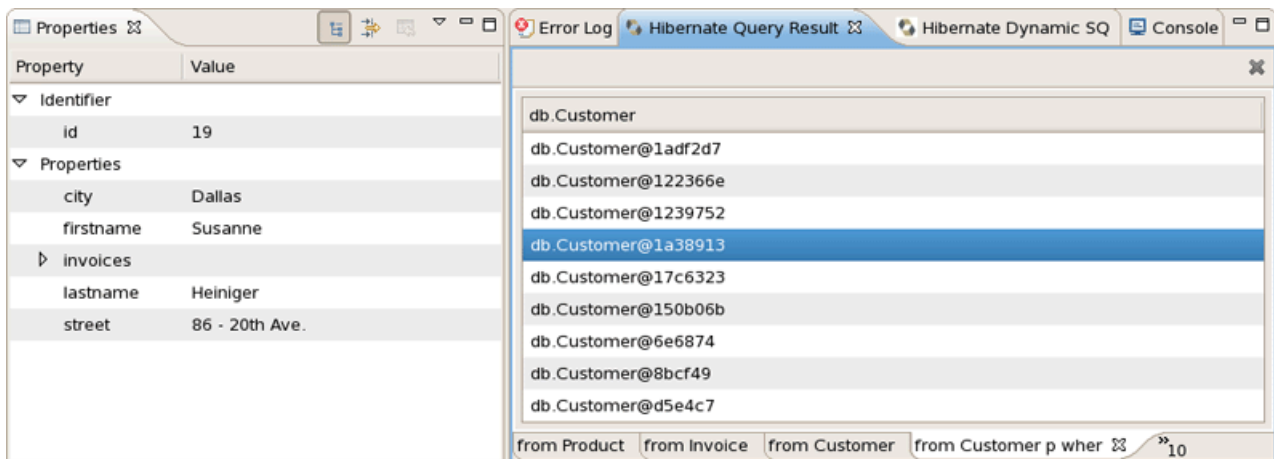 Properties
Property Value
Identifier
id 19
Properties
city Dallas
firstname Susanne
invoices
lastname Heiniger
street 86 - 20th Ave.
Error Log Hibernate Query Result Hibernate Dynamic SQ Console
db.Customer
db.Customer@1adf2d7
db.Customer@122366e
db.Customer@1239752
db.Customer@1a38913
db.Customer@17c6323
db.Customer@150b06b
db.Customer@6e6874
db.Customer@8bcf49
db.Customer@d5e4c7
from Product from Invoice from Customer from Customer p wher »10